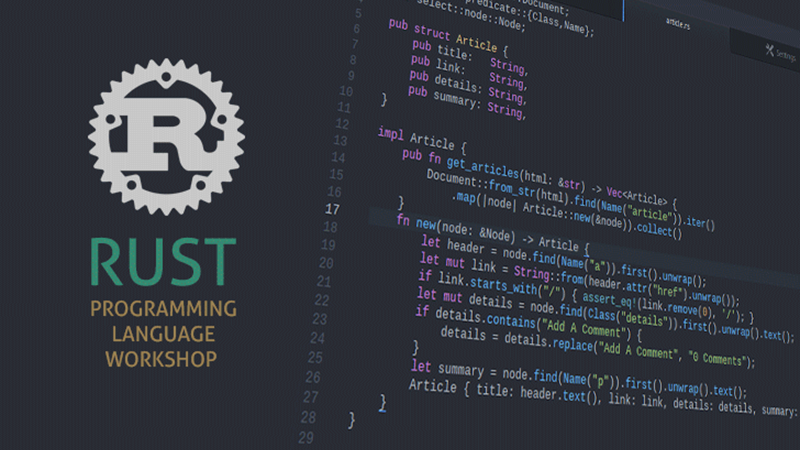 R
RUST
PROGRAMMING
LANGUAGE
WORKSHOP
article.rs
Settings
4
5 select::node::Node;
6
7 pub struct Article {
8 pub title: String,
9 pub link: String,
10 pub details: String,
11 pub summary: String,
12 }
13
14 impl Article {
15 pub fn get_articles(html: &str) -> Vec<Article> {
16 Document::from_str(html).find(Name("article")).iter()
.map(|node| Article::new(&node)).collect()
17 }
18 fn new(node: &Node) -> Article {
19 let header = node.find(Name("a")).first().unwrap();
20 let mut link = String::from(header.attr("href").unwrap());
21 if link.starts_with("/") { assert_eq!(link.remove(0), '/'); }
22 let mut details = node.find(Class("details")).first().unwrap().text();
23 if details.contains("Add A Comment") {
24 details = details.replace("Add A Comment", "0 Comments");
25 }
26 let summary = node.find(Name("p")).first().unwrap().text();
27 Article { title: header.text(), link: link, details: details, summary:
28 }
29 }